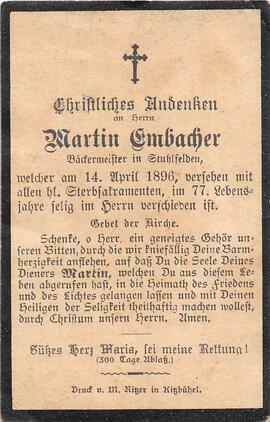 Christliches Andenken
an Herrn
Martin Embacher
Bäckermeister in Stuhlfelden,
welcher am 14. April 1896, versehen mit
allen hl. Sterbsakramenten, im 77. Lebens-
jahre selig im Herrn verschieden ist.
Gebet der Kirche.
Schenke, o Herr, ein geneigtes Gehör un-
seren Bitten, durch die wir kniefällig Deine Barm-
herzigkeit anflehen, auf daß Du die Seele Deines
Dieners Martin, welchen Du aus diesem Leben
abgerufen hast, in die Heimath des Friedens
und des Lichtes gelangen lassen und mit Deinen
Heiligen der Seligkeit theilhaftig machen wollest,
durch Christum unsern Herrn. Amen.
Süßes Herz Maria, sei meine Rettung!
(300 Tage Ablaß.)
Druck v. M. Ritzer in Kitzbühel.